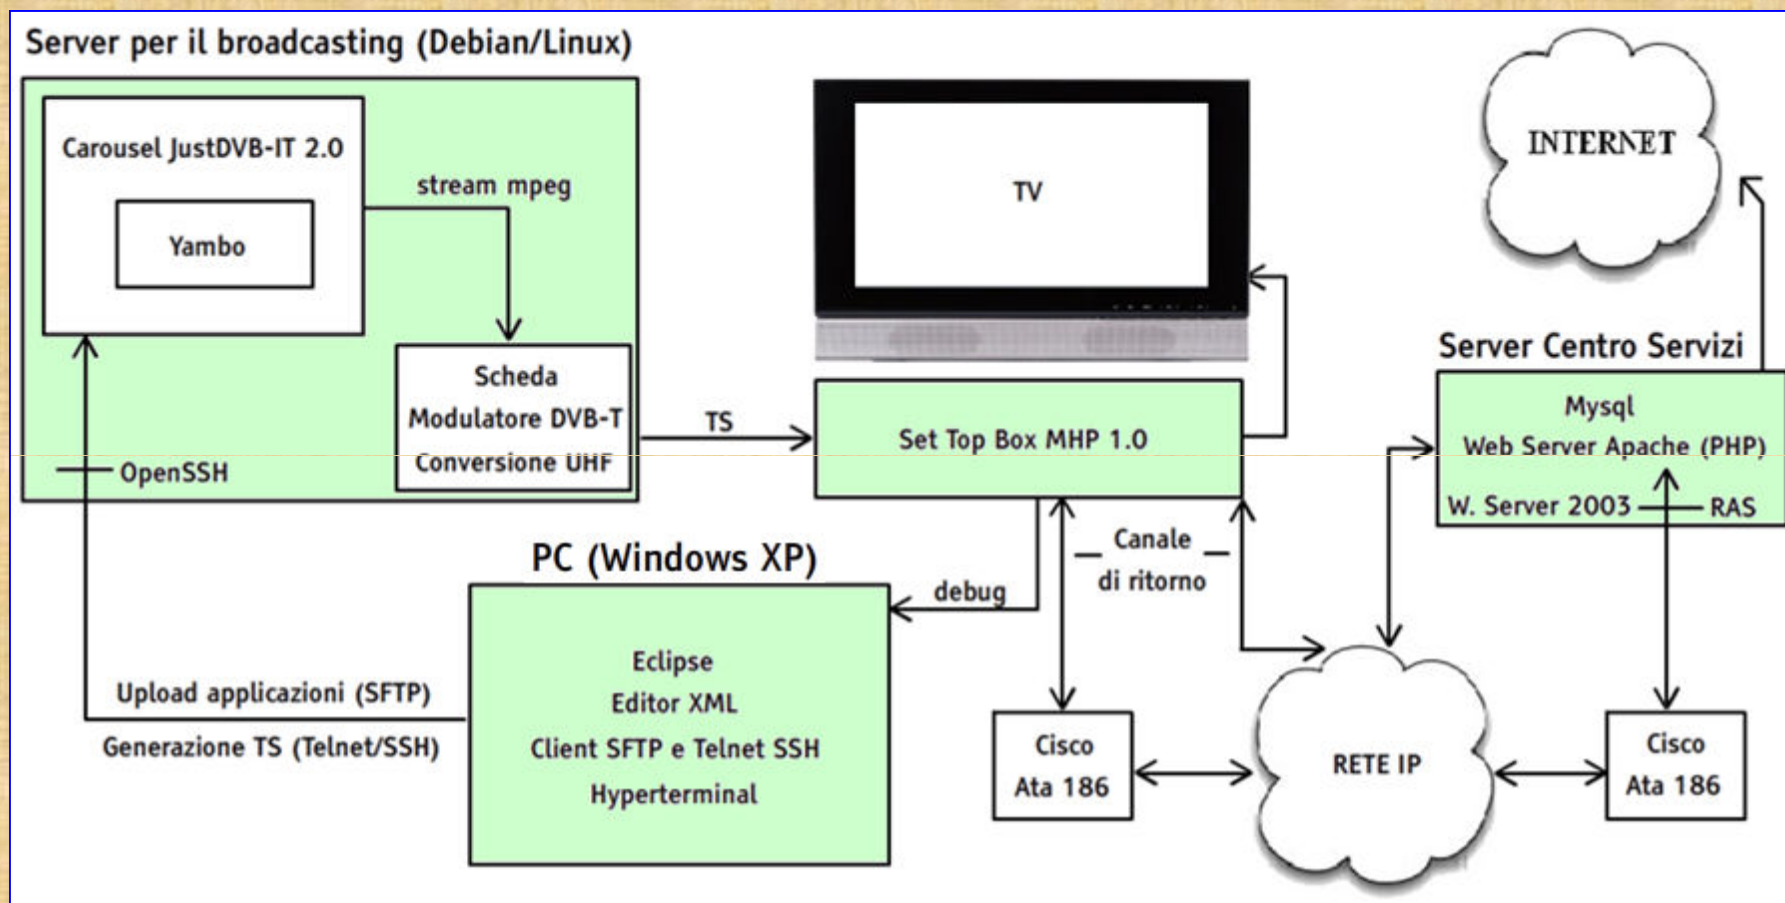 Server per il broadcasting (Debian/Linux)
Carousel JustDVB-IT 2.0
Yambo
stream mpeg
Scheda
Modulatore DVB-T
Conversione UHF
OpenSSH
TS
TV
Set Top Box MHP 1.0
INTERNET
Server Centro Servizi
Mysql
Web Server Apache (PHP)
W. Server 2003
RAS
PC (Windows XP)
debug
Canale
di ritorno
Eclipse
Editor XML
Client SFTP e Telnet SSH
Hyperterminal
Upload applicazioni (SFTP)
Generazione TS (Telnet/SSH)
Cisco
Ata 186
RETE IP
Cisco
Ata 186